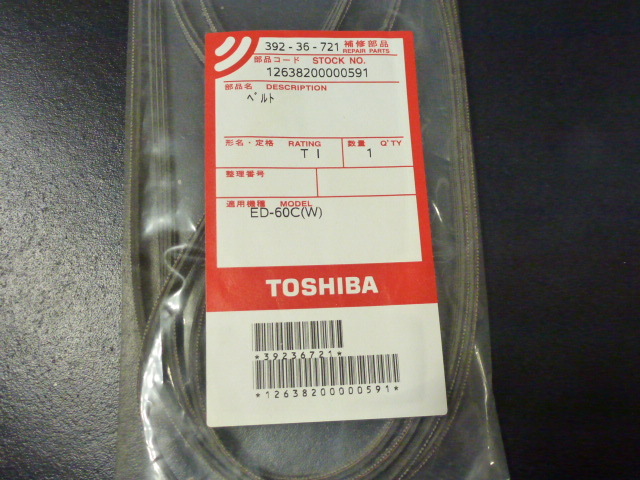 392-36-721 補修部品
REPAIR PARTS
部品コード STOCK NO.
12638200000591
部品名 DESCRIPTION
ベルト
形名・定格 RATING 数量 Q'TY
T I 1
整理番号
適用機種 MODEL
ED-60C(W)
TOSHIBA
*39236721*
*12638200000591*